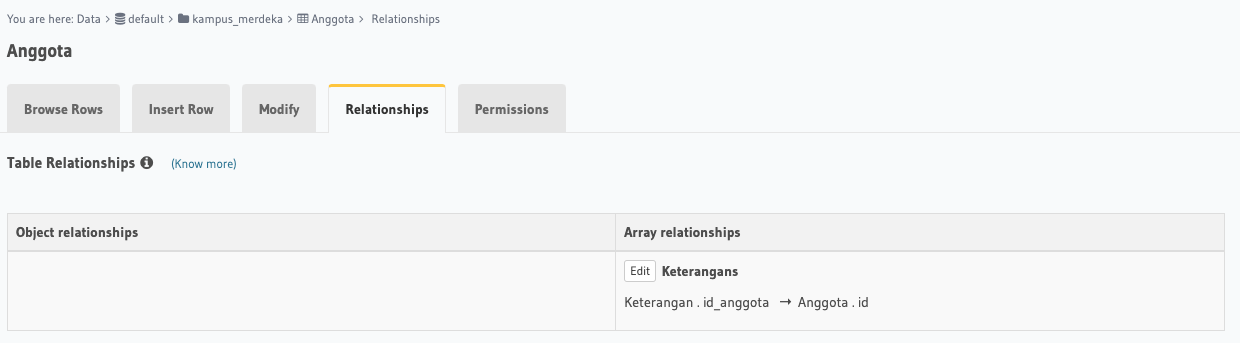 You are here: Data > default > kampus_merdeka > Anggota > Relationships
Anggota
Browse Rows Insert Row Modify Relationships Permissions
Table Relationships (Know more)
Object relationships Array relationships
Edit Keterangans
Keterangan . id_anggota → Anggota . id